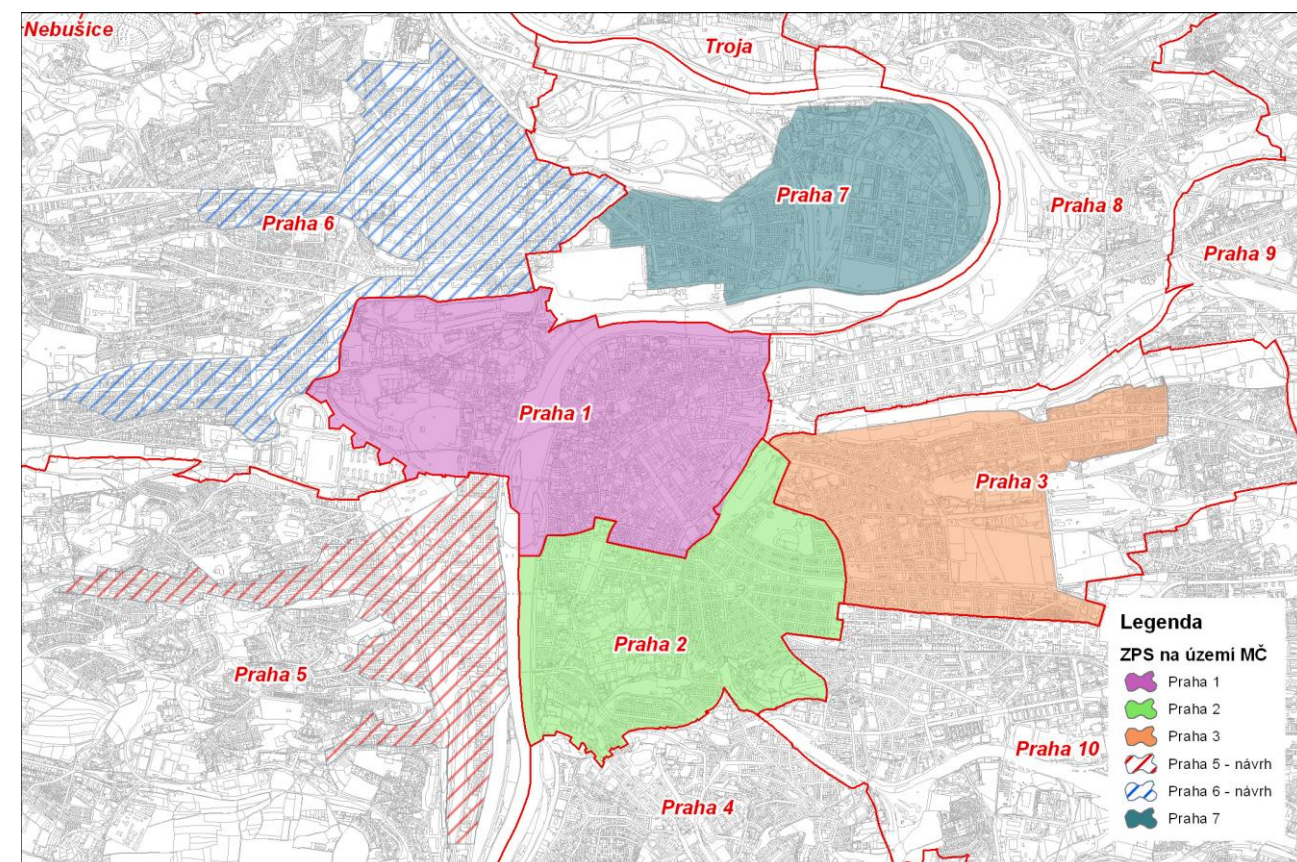 Nebušice
Troja
Praha 7
Praha 8
Praha 6
Praha 9
Praha 1
Praha 3
Praha 2
Praha 5
Praha 10
Praha 4
Legenda
ZPS na území MČ
Praha 1
Praha 2
Praha 3
Praha 5 - návrh
Praha 6 - návrh
Praha 7